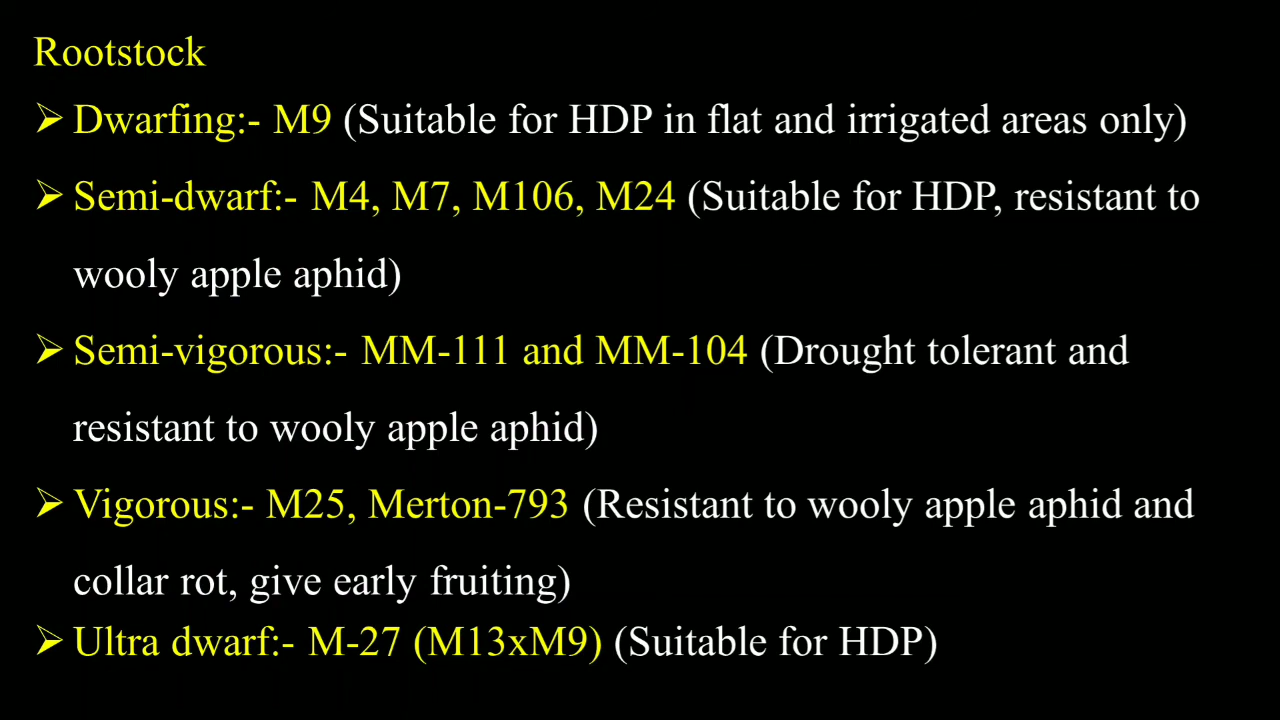 Rootstock
➢ Dwarfing:- M9 (Suitable for HDP in flat and irrigated areas only)
➢ Semi-dwarf:- M4, M7, M106, M24 (Suitable for HDP, resistant to
wooly apple aphid)
➢ Semi-vigorous:- MM-111 and MM-104 (Drought tolerant and
resistant to wooly apple aphid)
➢ Vigorous:- M25, Merton-793 (Resistant to wooly apple aphid and
collar rot, give early fruiting)
➢ Ultra dwarf:- M-27 (M13xM9) (Suitable for HDP)